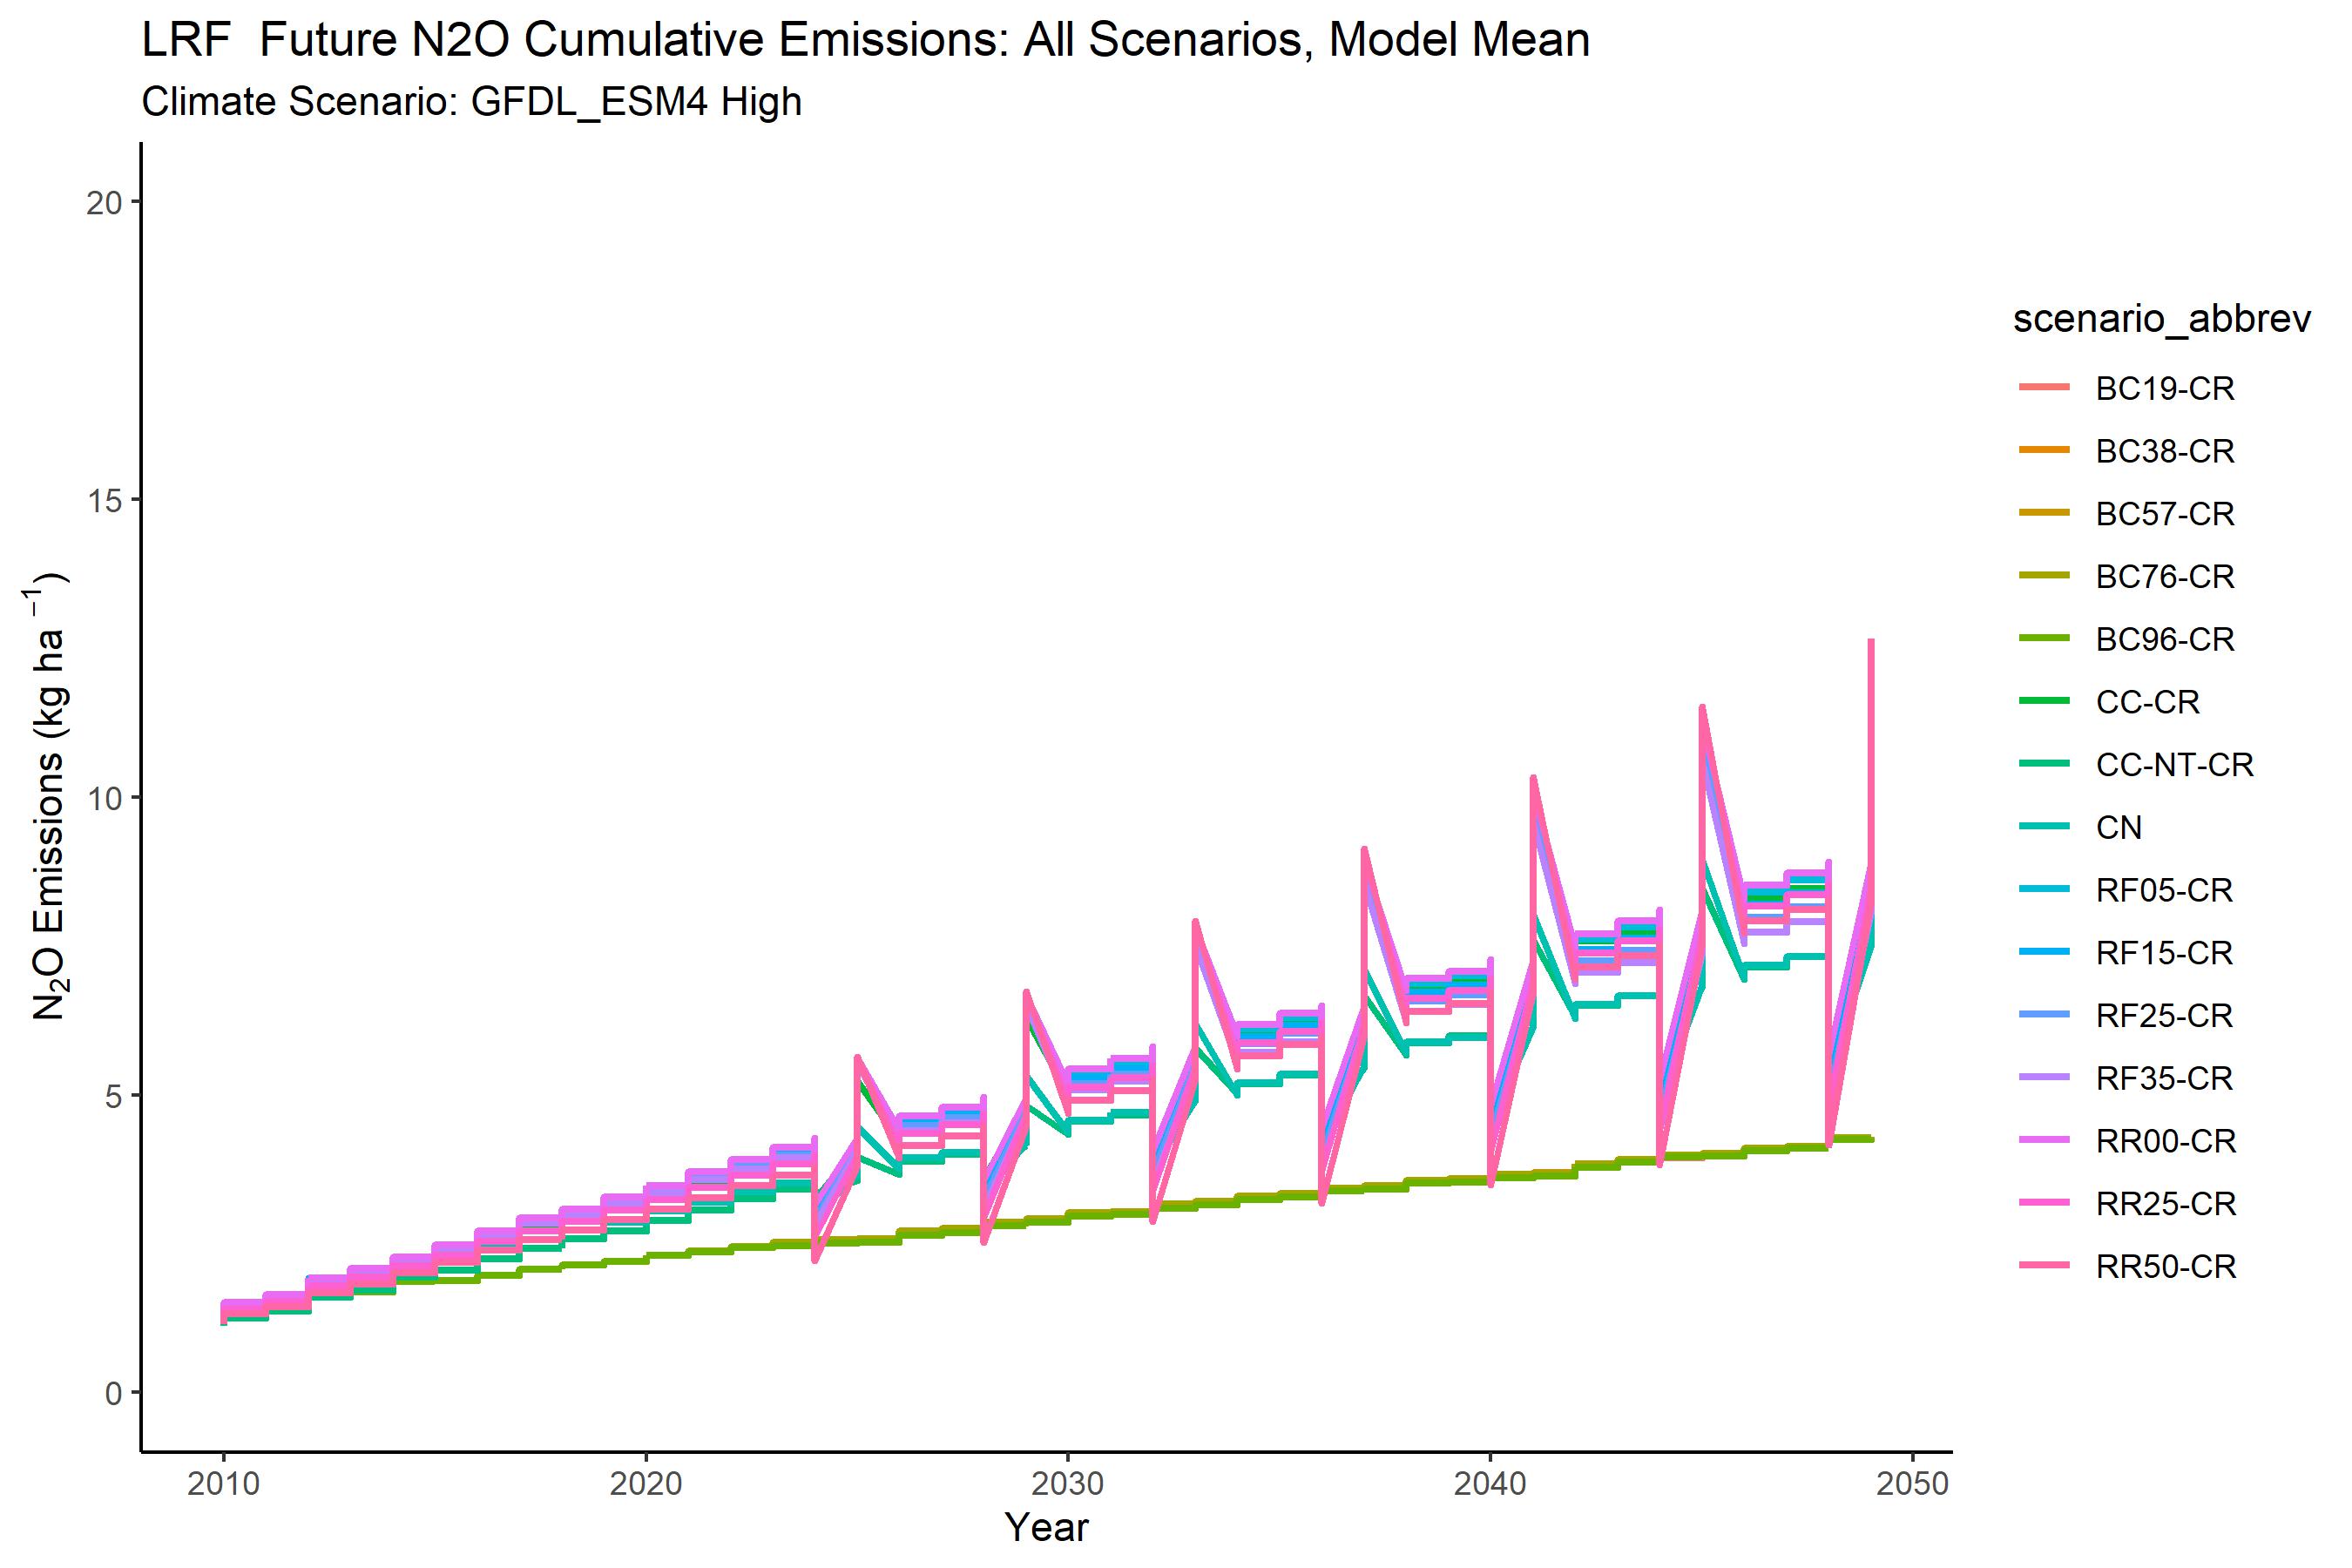 LRF  Future N2O Cumulative Emissions: All Scenarios, Model Mean
Climate Scenario: GFDL_ESM4 High
20
15
10
5
0
N₂O Emissions (kg ha ⁻¹)
2010
2020
2030
2040
2050
Year
scenario_abbrev
BC19-CR
BC38-CR
BC57-CR
BC76-CR
BC96-CR
CC-CR
CC-NT-CR
CN
RF05-CR
RF15-CR
RF25-CR
RF35-CR
RR00-CR
RR25-CR
RR50-CR